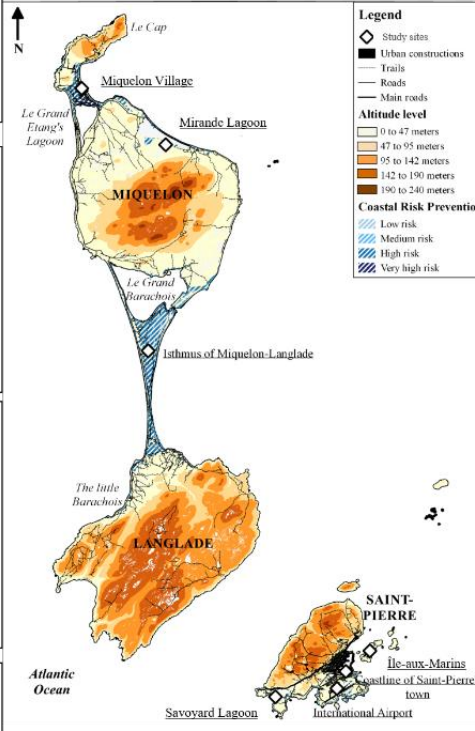 N
Le Cap
Miquelon Village
Le Grand
Etang's
Lagoon
Mirande Lagoon
MIQUELON
Le Grand
Barachois
Isthmus of Miquelon-Langlade
The little
Barachois
LANGLADE
SAINT-
PIERRE
Île-aux-Marins
Coastline of Saint-Pierre
town
Atlantic
Ocean
Savoyard Lagoon
International Airport
Legend
Study sites
Urban constructions
Trails
Roads
Main roads
Altitude level
0 to 47 meters
47 to 95 meters
95 to 142 meters
142 to 190 meters
190 to 240 meters
Coastal Risk Preventio
Low risk
Medium risk
High risk
Very high risk